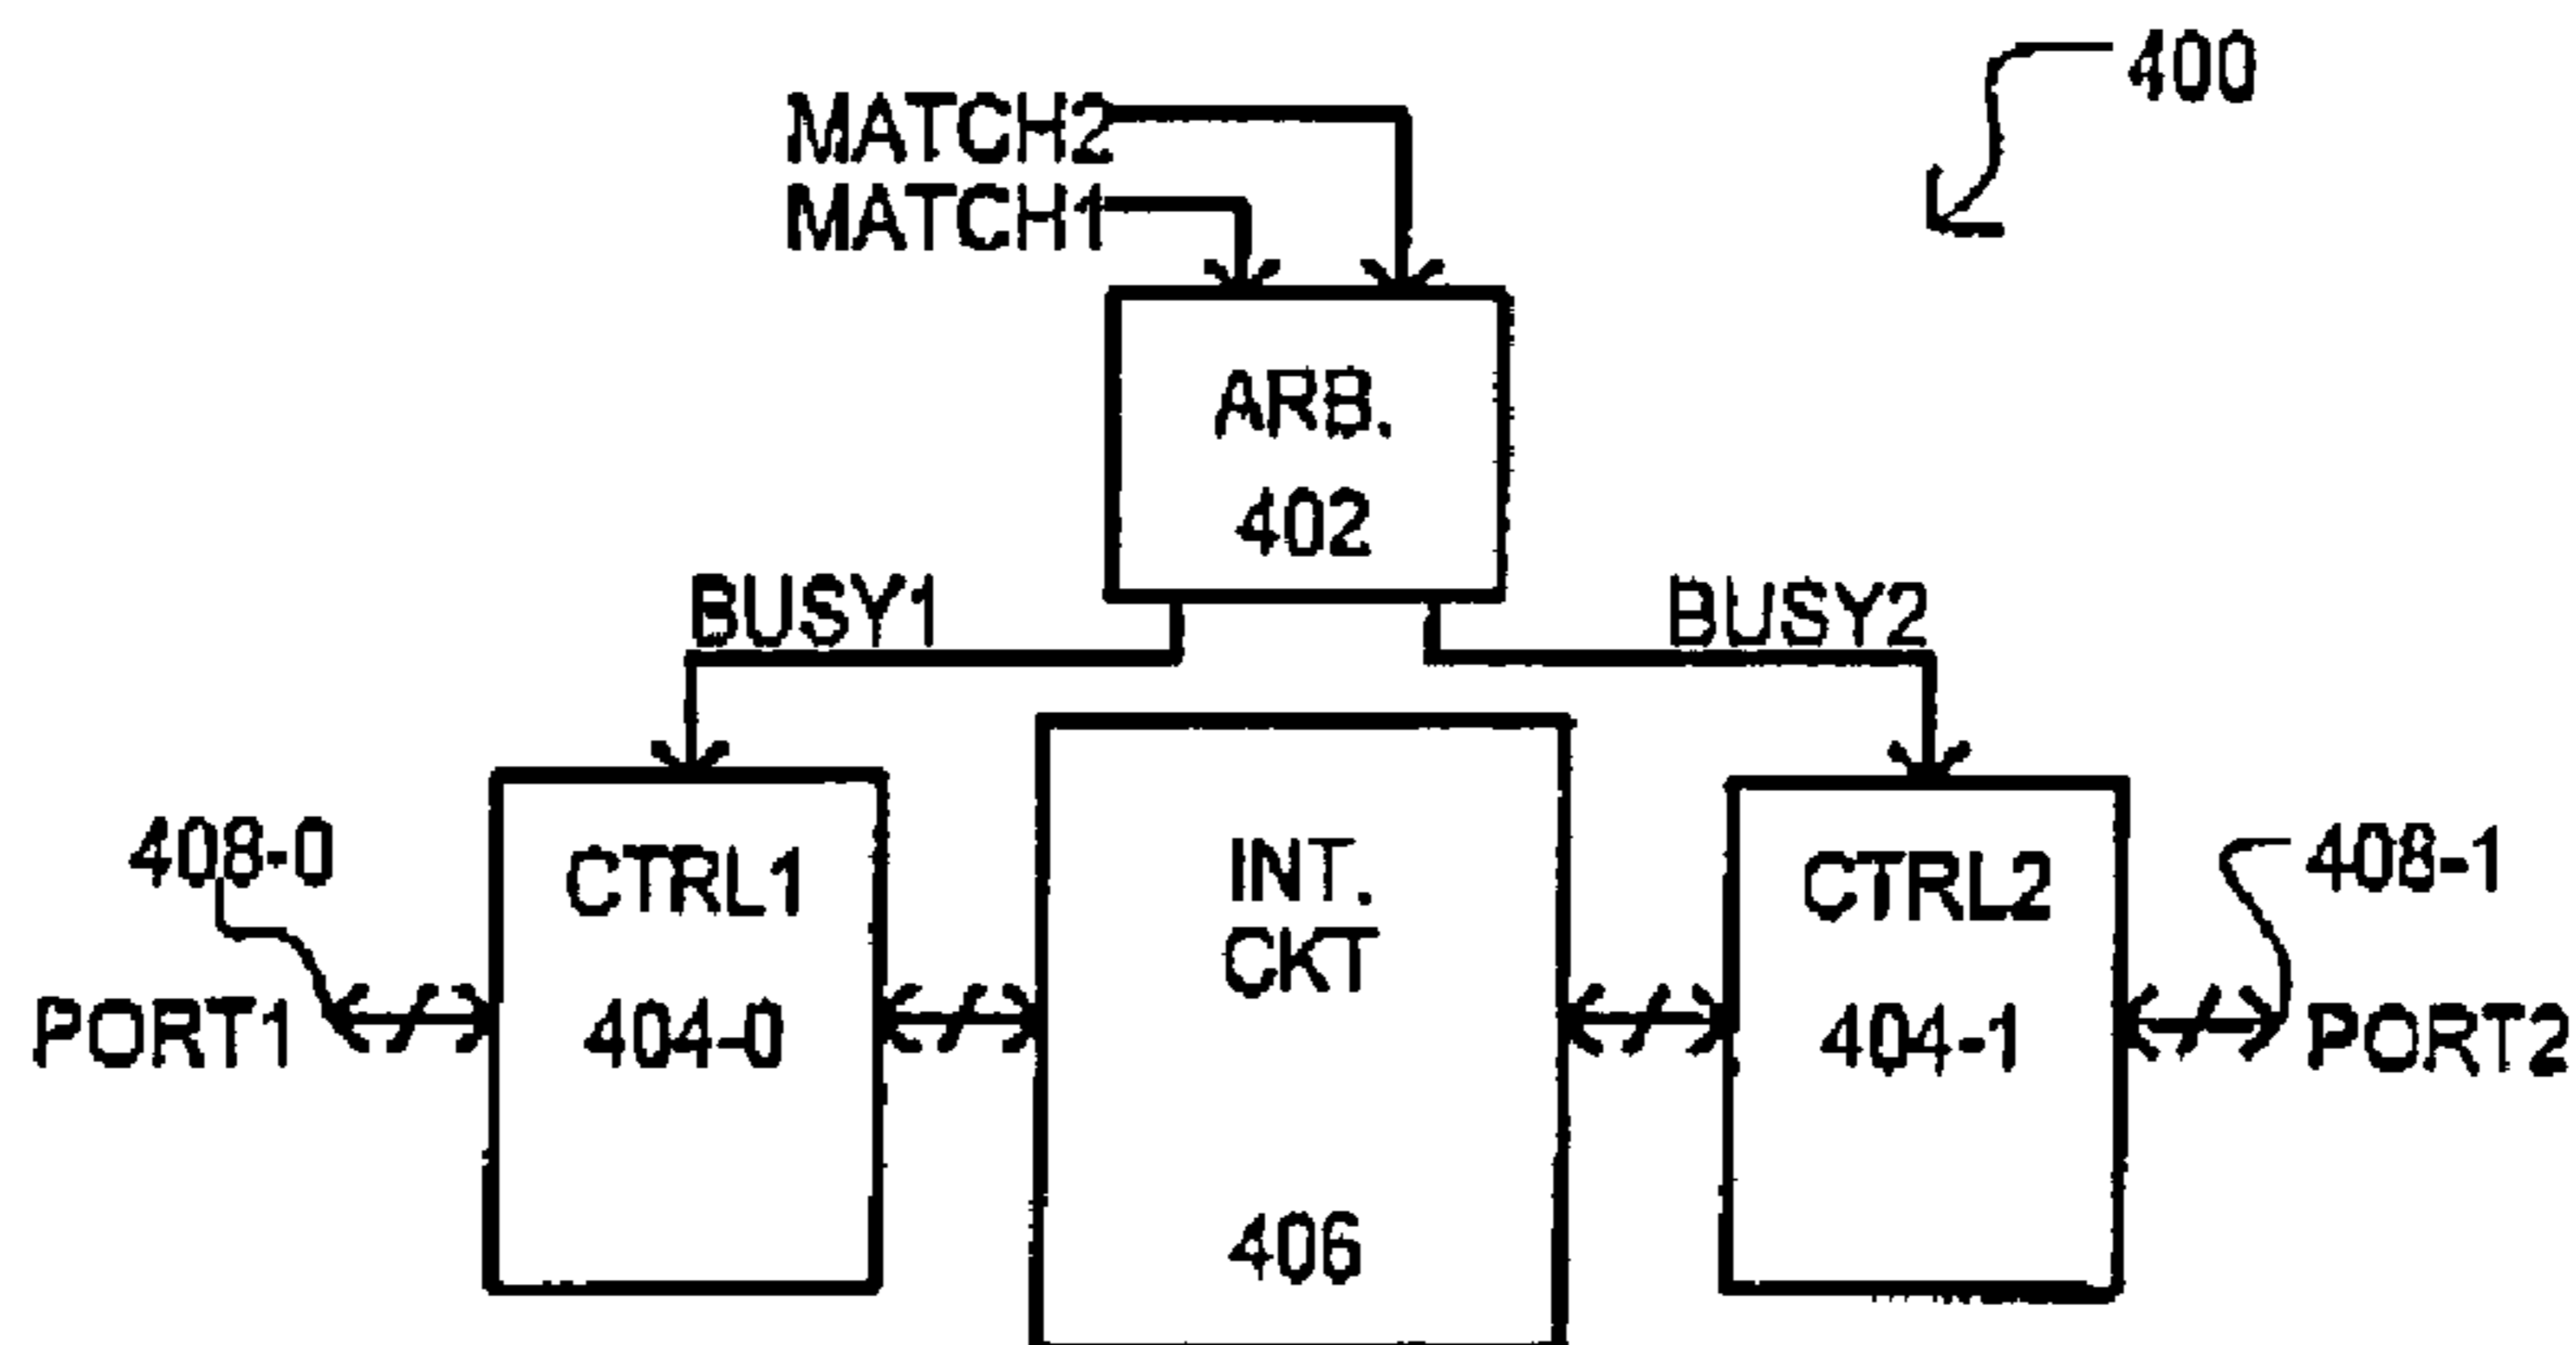 400
MATCH2
MATCH1
ARB.
402
BUSY1
BUSY2
408-0
CTRL1
INT.
CKT
CTRL2
408-1
PORT1
404-0
404-1
PORT2
406